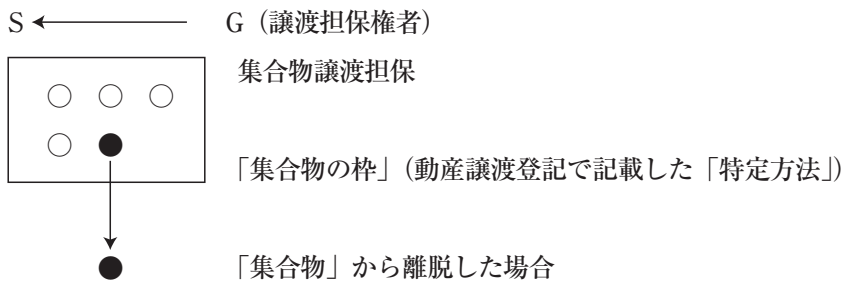 S G（譲渡担保権者）
集合物譲渡担保
「集合物の枠」（動産譲渡登記で記載した「特定方法」）
「集合物」から離脱した場合